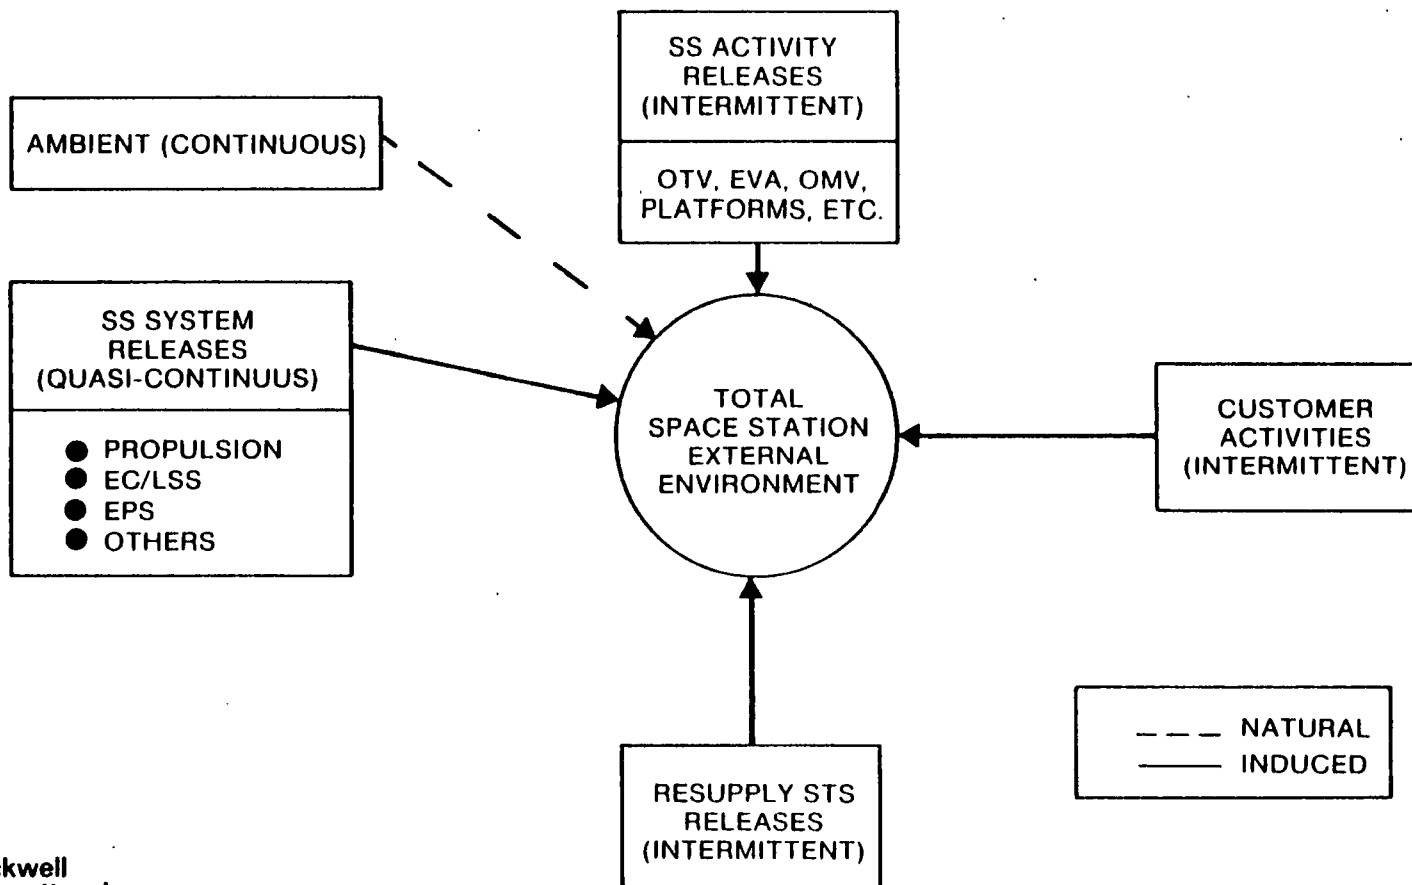 SS ACTIVITY
RELEASES
(INTERMITTENT)
OTV, EVA, OMV,
PLATFORMS, ETC.
AMBIENT (CONTINUOUS)
SS SYSTEM
RELEASES
(QUASI-CONTINUUS)
● PROPULSION
● EC/LSS
● EPS
● OTHERS
TOTAL
SPACE STATION
EXTERNAL
ENVIRONMENT
CUSTOMER
ACTIVITIES
(INTERMITTENT)
RESUPPLY STS
RELEASES
(INTERMITTENT)
NATURAL
INDUCED
ckwell